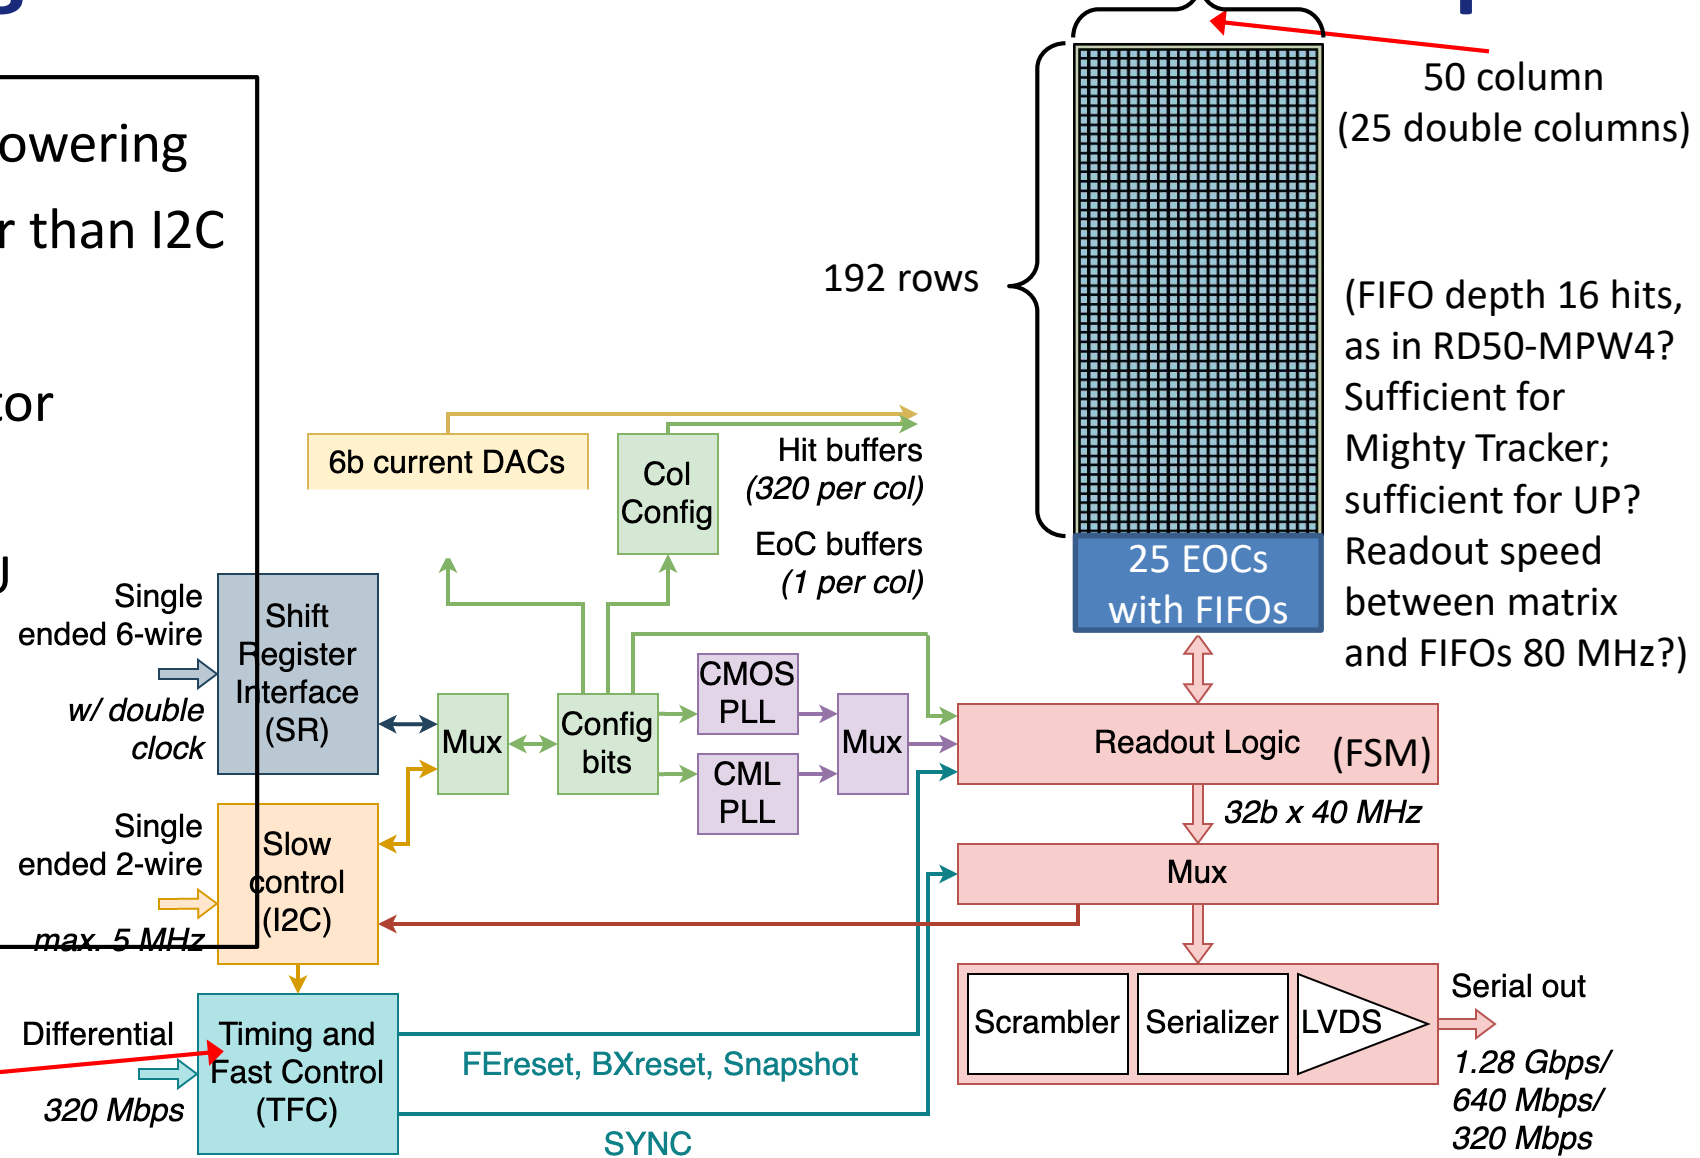 50 column
(25 double columns)
owering
r than I2C
192 rows
(FIFO depth 16 hits,
as in RD50-MPW4?
Sufficient for
Mighty Tracker;
sufficient for UP?
Readout speed
between matrix
and FIFOs 80 MHz?)
tor
6b current DACs
Col
Config
Hit buffers
(320 per col)
EoC buffers
(1 per col)
25 EOCs
with FIFOs
Single
ended 6-wire
w/ double
clock
Shift
Register
Interface
(SR)
Mux
Config
bits
CMOS
PLL
CML
PLL
Mux
Readout Logic (FSM)
32b x 40 MHz
Mux
Single
ended 2-wire
max. 5 MHz
Slow
control
(I2C)
Scrambler
Serializer
LVDS
Serial out
1.28 Gbps/
640 Mbps/
320 Mbps
Differential
320 Mbps
Timing and
Fast Control
(TFC)
FEreset, BXreset, Snapshot
SYNC